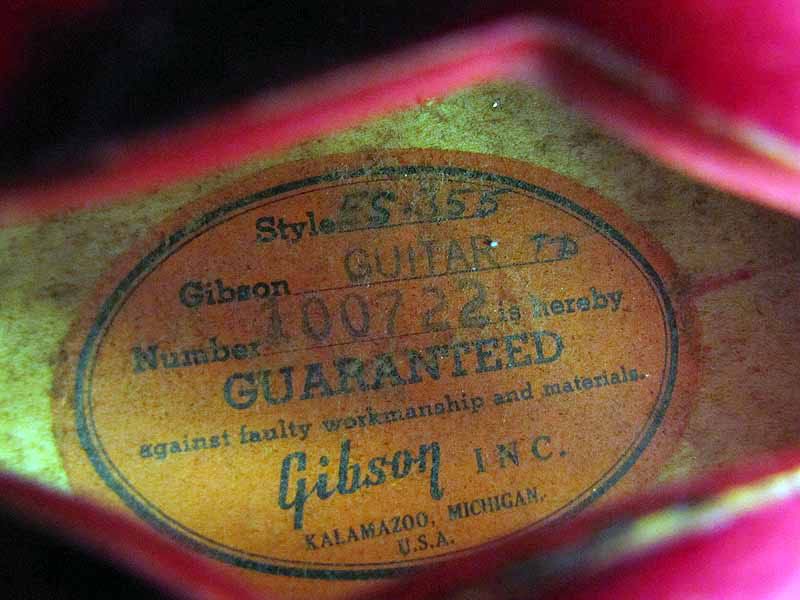 Style ES.355
Gibson GUITAR TD
Number 100722 is hereby
GUARANTEED
against faulty workmanship and materials.
Gibson INC.
KALAMAZOO, MICHIGAN,
U.S.A.